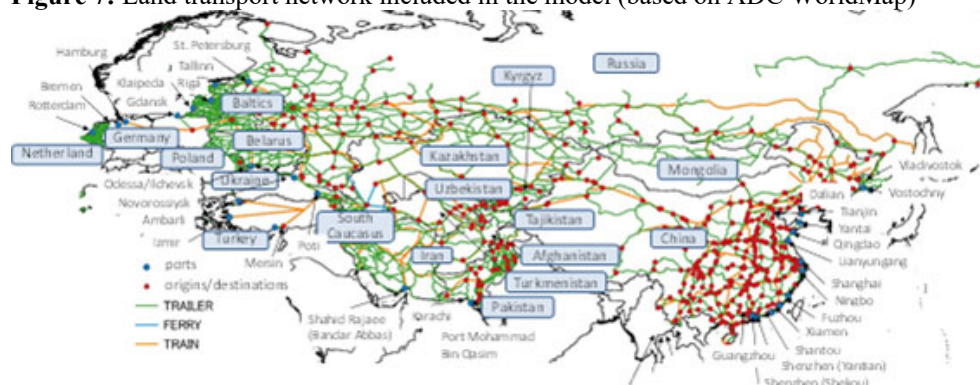 Figure 7: Land transport network included in the model (based on ADC WorldMap)
Hamburg
St. Petersburg
Tallinn
Riga
Klaipeda
Bremen
Gdansk
Rotterdam
Kyrgyz
Russia
Baltics
Germany
Belarus
Netherland
Poland
Kazakhstan
Mongolia
Ukraine
Uzbekistan
Odessa/Ilichevsk
Novorossiysk
Ambarli
Izmir
Turkey
Mersin
Poti
South
Caucasus
Tajikistan
China
Iran
Afghanistan
Turkmenistan
Pakistan
Vladivostok
Vostochny
Dalian
Tianjin
Yantai
Qingdao
Lianyungang
Shanghai
Ningbo
Fuzhou
Xiamen
Shantou
Shenzhen (Yantian)
Shenzhen (Shekou)
Guangzhou
ports
origins/destinations
TRAILER
FERRY
TRAIN
Shahid Rajaee
(Bandar Abbas)
Karachi
Port Mohammad
Bin Qasim